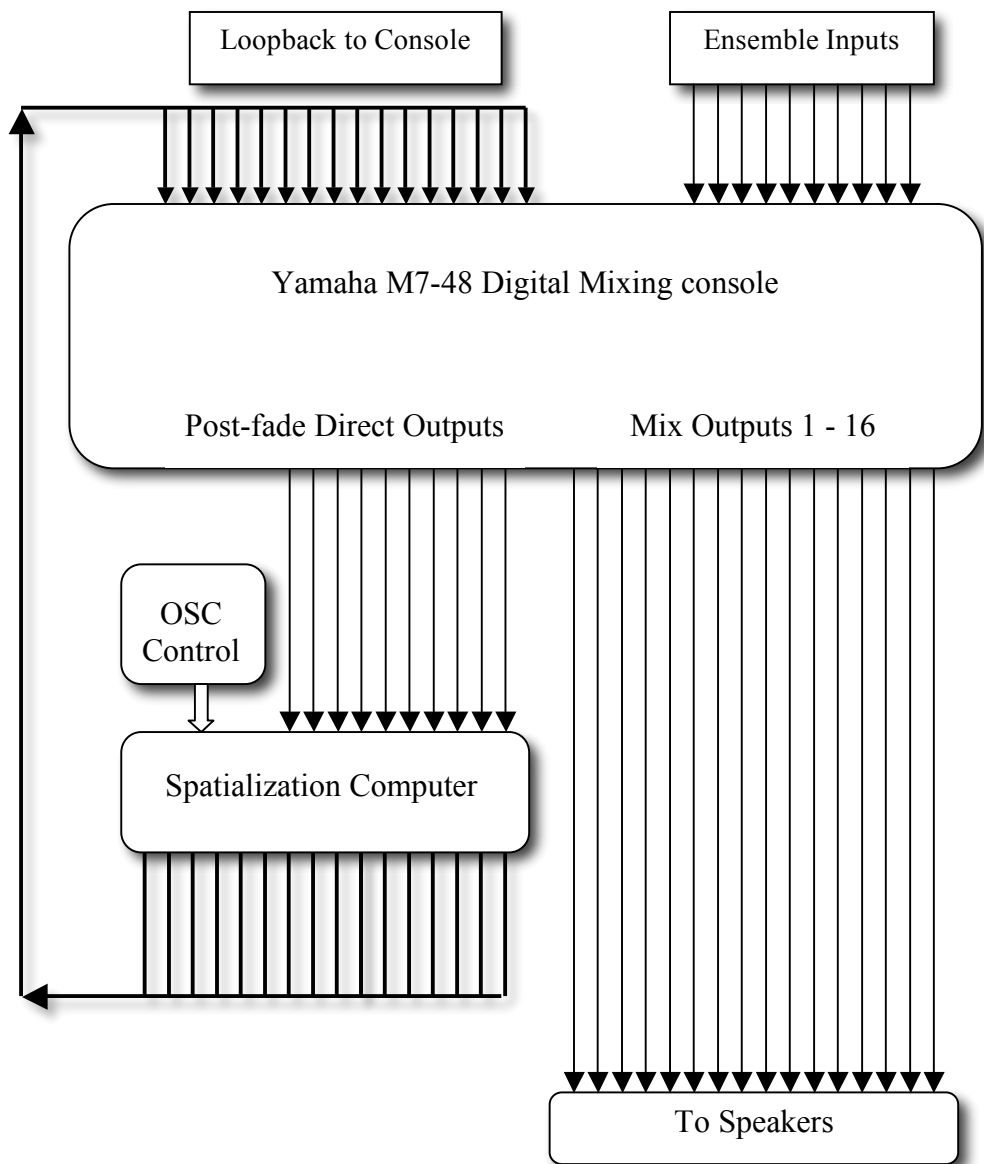 Loopback to Console
Ensemble Inputs
Yamaha M7-48 Digital Mixing console
Post-fade Direct Outputs
Mix Outputs 1 - 16
OSC
Control
Spatialization Computer
To Speakers